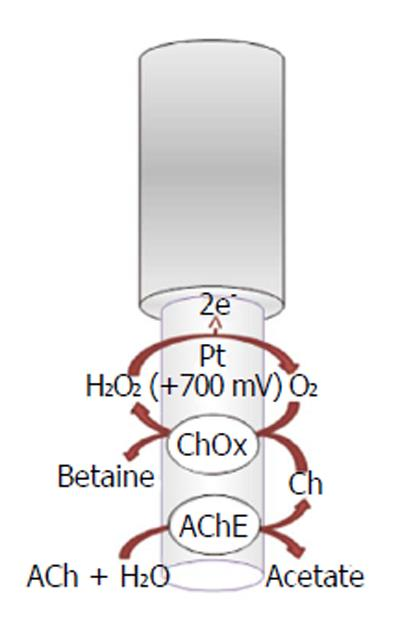 2e⁻
Pt
H₂O₂ (+700 mV) O₂
ChOx
Betaine
Ch
AChE
ACh + H₂O Acetate